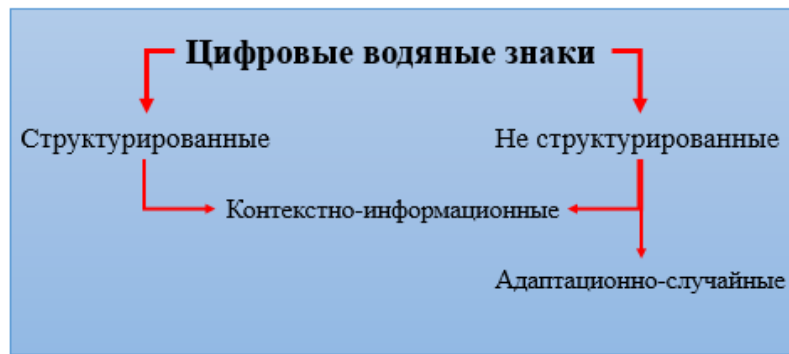 Цифровые водяные знаки
Структурированные
Не структурированные
Контекстно-информационные
Адаптационно-случайные